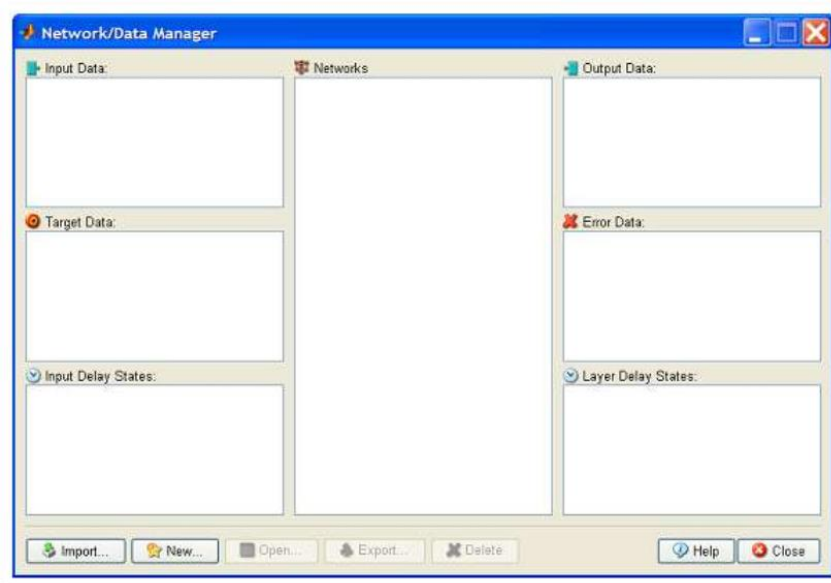 Network/Data Manager
Input Data:
Networks
Output Data:
Target Data:
Error Data:
Input Delay States:
Layer Delay States:
Import...
New...
Open...
Export...
Delete
Help
Close